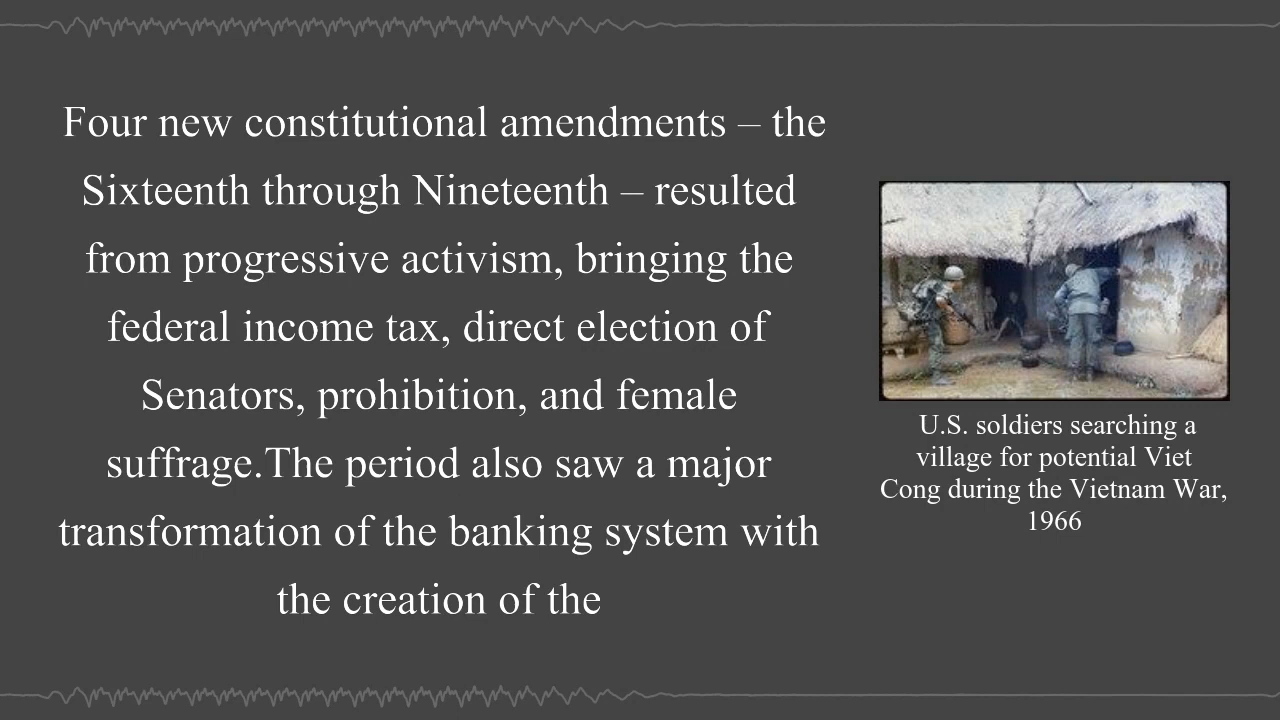 Four new constitutional amendments – the
Sixteenth through Nineteenth – resulted
from progressive activism, bringing the
federal income tax, direct election of
Senators, prohibition, and female
suffrage.The period also saw a major
transformation of the banking system with
the creation of the
U.S. soldiers searching a
village for potential Viet
Cong during the Vietnam War,
1966